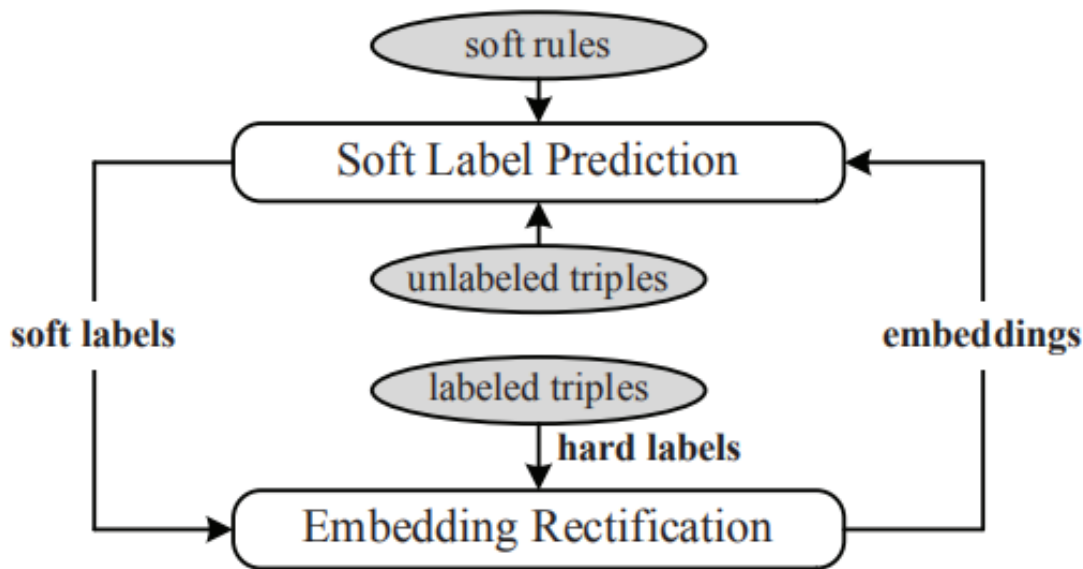 soft rules
Soft Label Prediction
unlabeled triples
soft labels
embeddings
labeled triples
hard labels
Embedding Rectification